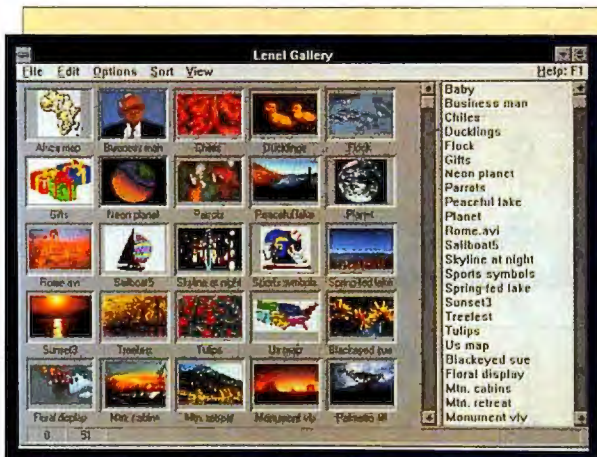 Lenel Gallery
File Edit Options Sort View Help: F1
Africa map Business man Chiles Ducklings Flock
Gifts Neon planet Parrots Peaceful lake Planet
Rome.avi Sailboat5 Skyline at night Sports symbols Spring-fed lake
Sunset3 Treelest Tulips Us map Blackeyed sue
Floral display Mtn. cabins Mtn. retreat Monument vly
0 51
Baby
Business man
Chiles
Ducklings
Flock
Gifts
Neon planet
Parrots
Peaceful lake
Planet
Rome.avi
Sailboat5
Skyline at night
Sports symbols
Spring-fed lake
Sunset3
Treelest
Tulips
Us map
Blackeyed sue
Floral display
Mtn. cabins
Mtn. retreat
Monument vly